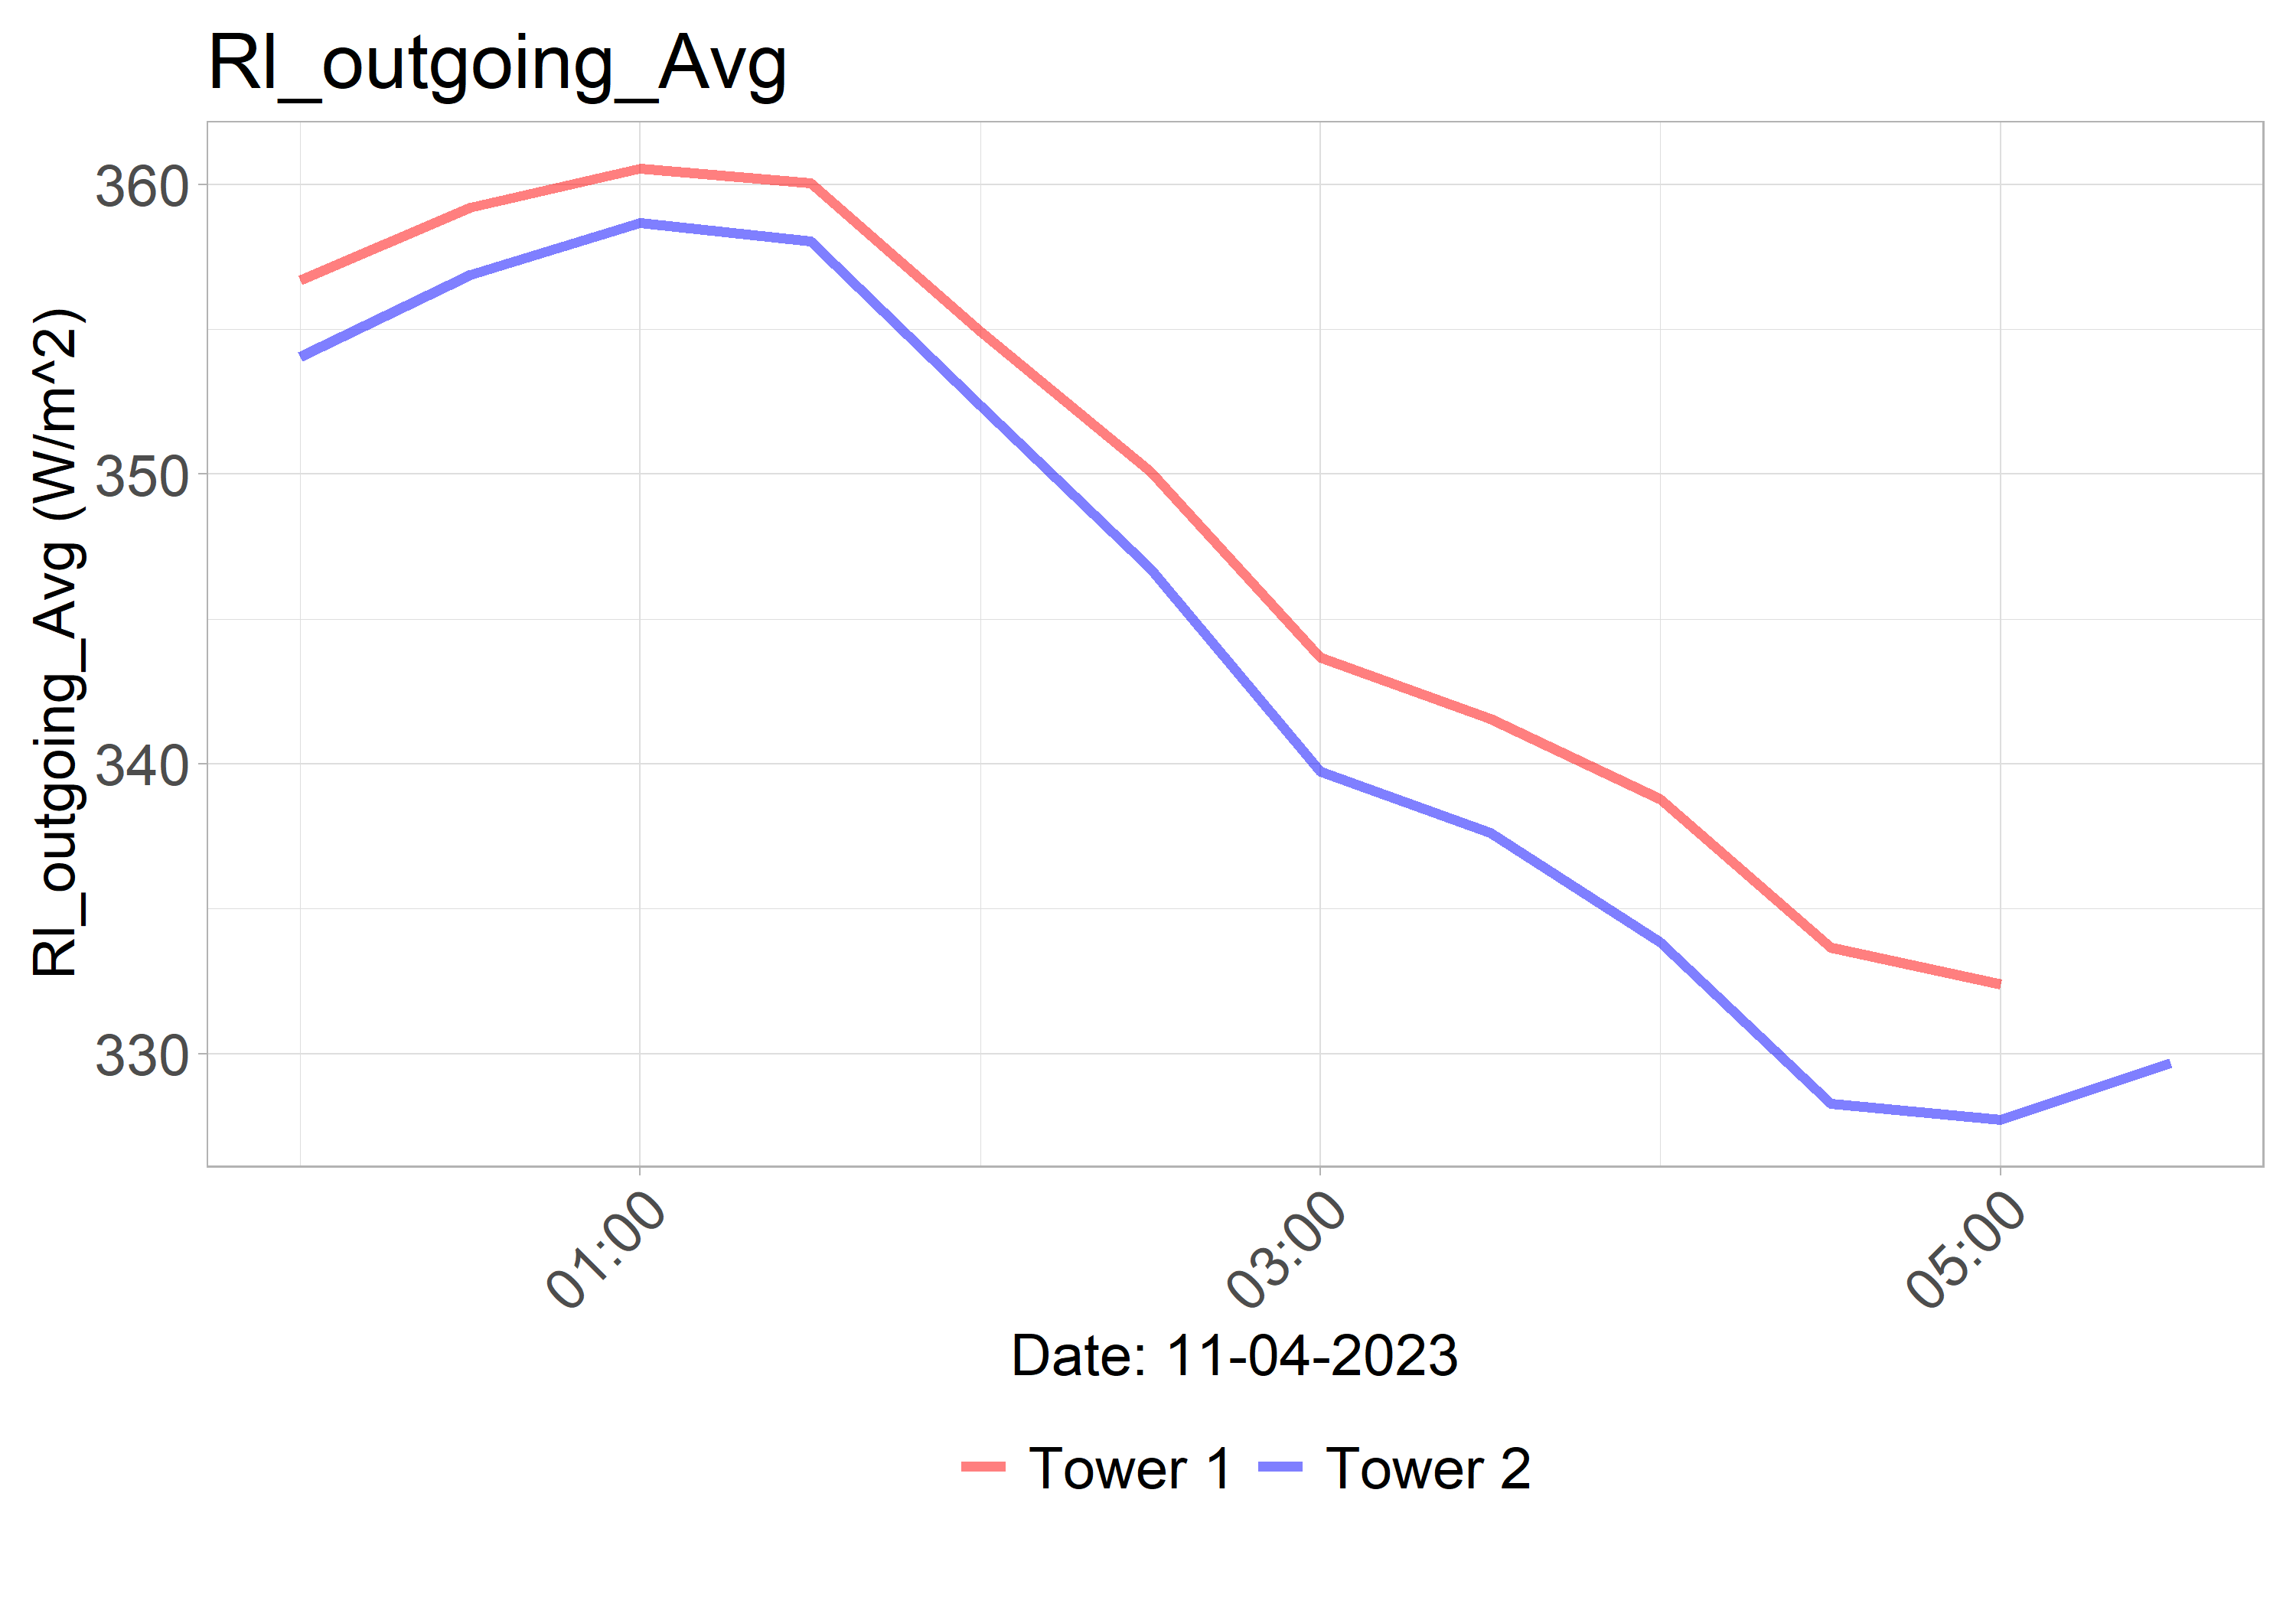 Rl_outgoing_Avg
Rl_outgoing_Avg (W/m^2)
360
350
340
330
01:00
03:00
05:00
Date: 11-04-2023
Tower 1
Tower 2